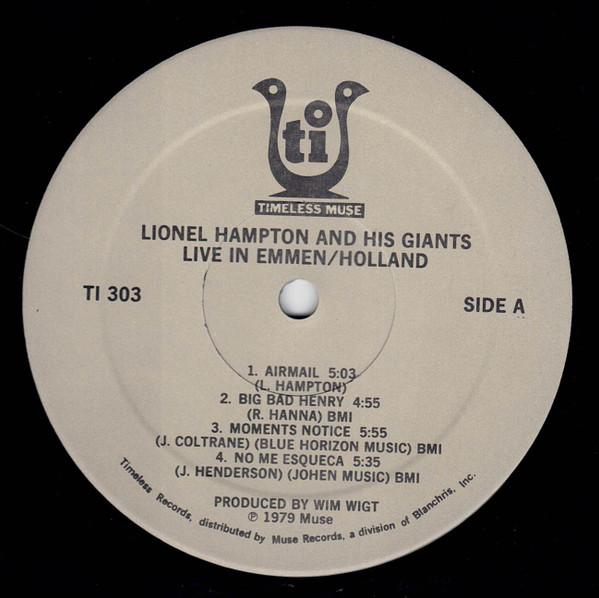 ti
TIMELESS MUSE
LIONEL HAMPTON AND HIS GIANTS
LIVE IN EMMEN/HOLLAND
TI 303
SIDE A
1. AIRMAIL 5:03
(L. HAMPTON)
2. BIG BAD HENRY 4:55
(R. HANNA) BMI
3. MOMENTS NOTICE 5:55
(J. COLTRANE) (BLUE HORIZON MUSIC) BMI
4. NO ME ESQUECA 5:35
(J. HENDERSON) (JOHEN MUSIC) BMI
PRODUCED BY WIM WIGT
℗ 1979 Muse
Timeless Records, distributed by Muse Records, a division of Blanchris, Inc.